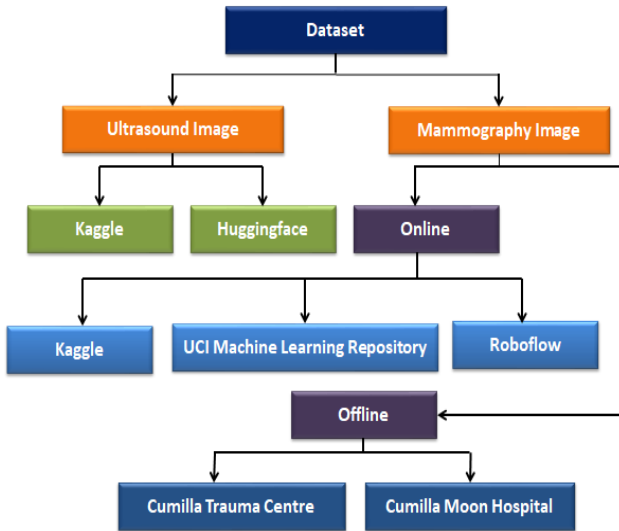 Dataset
Ultrasound Image
Mammography Image
Kaggle
Huggingface
Online
Kaggle
UCI Machine Learning Repository
Roboflow
Offline
Cumilla Trauma Centre
Cumilla Moon Hospital